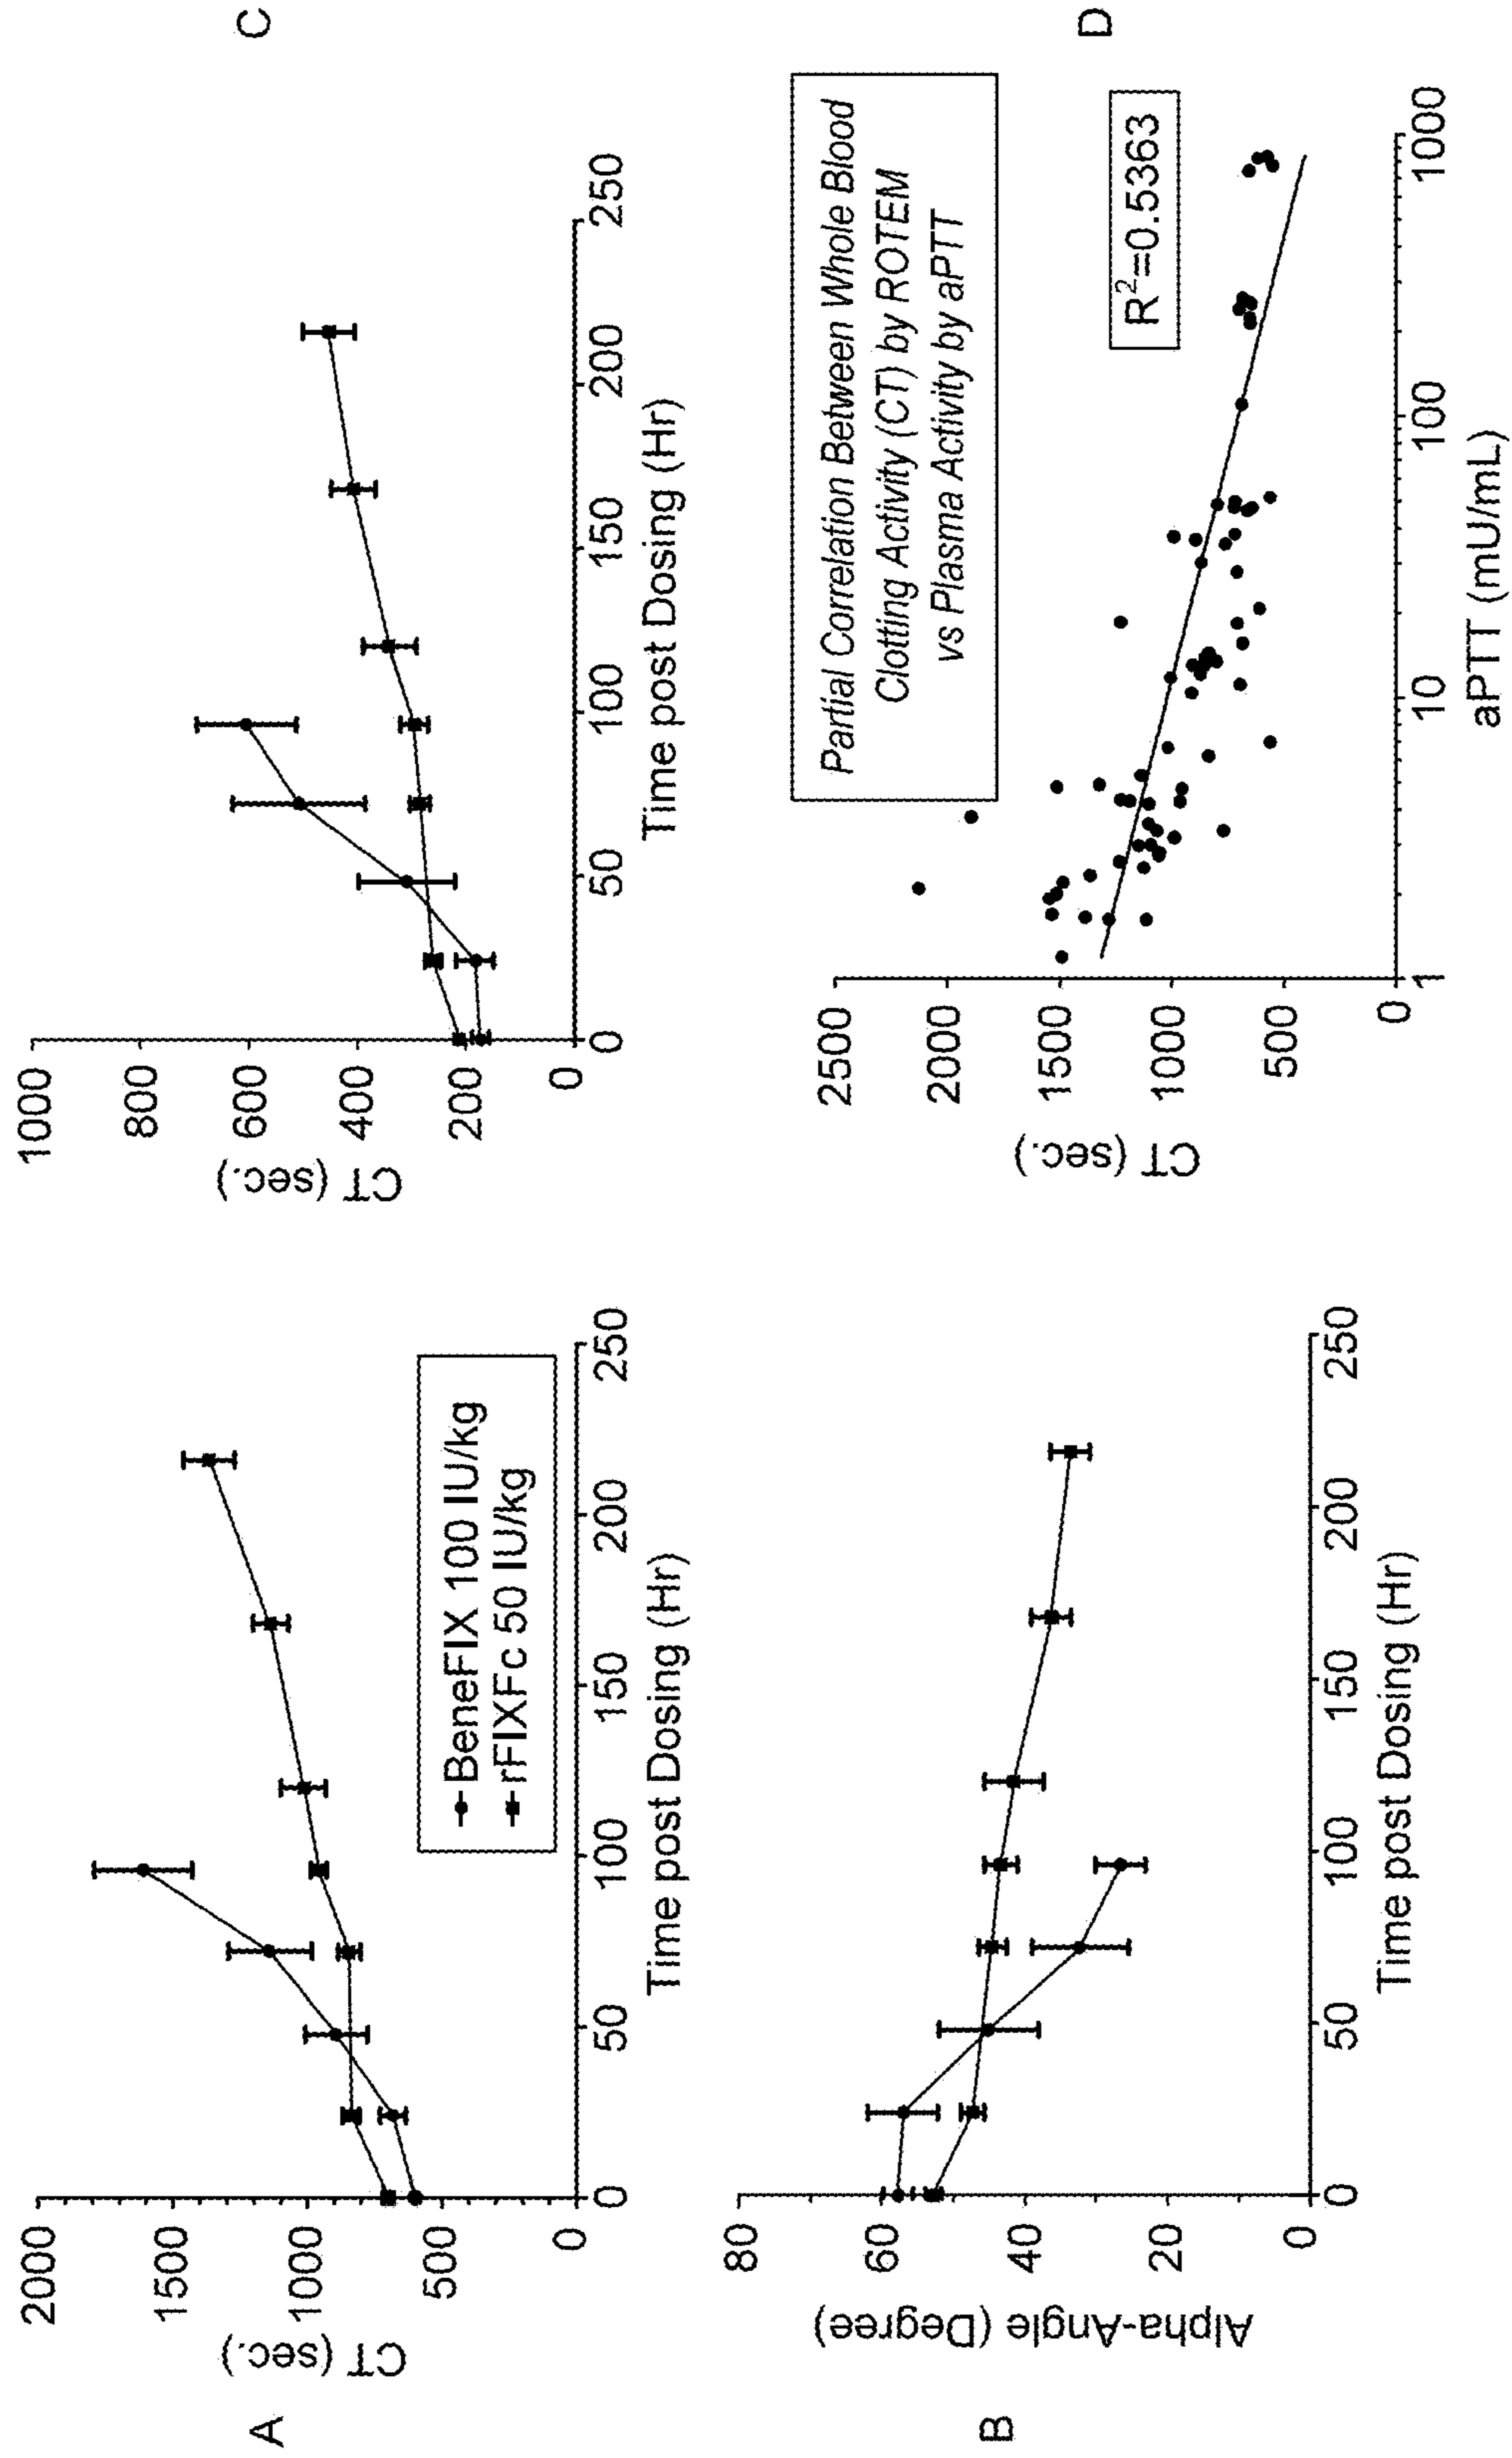 A
CT (sec.)
2000
1500
1000
500
0
0 50 100 150 200 250
Time post Dosing (Hr)
BeneFIX 100 IU/kg
rFIXFc 50 IU/kg
B
Alpha-Angle (Degree)
80
60
40
20
0
0 50 100 150 200 250
Time post Dosing (Hr)
C
CT (sec.)
1000
800
600
400
200
0
0 50 100 150 200 250
Time post Dosing (Hr)
D
Partial Correlation Between Whole Blood
Clotting Activity (CT) by ROTEM
vs Plasma Activity by aPTT
R²=0.5363
CT (sec.)
2500
2000
1500
1000
500
0
1 10 100 1000
aPTT (mU/mL)